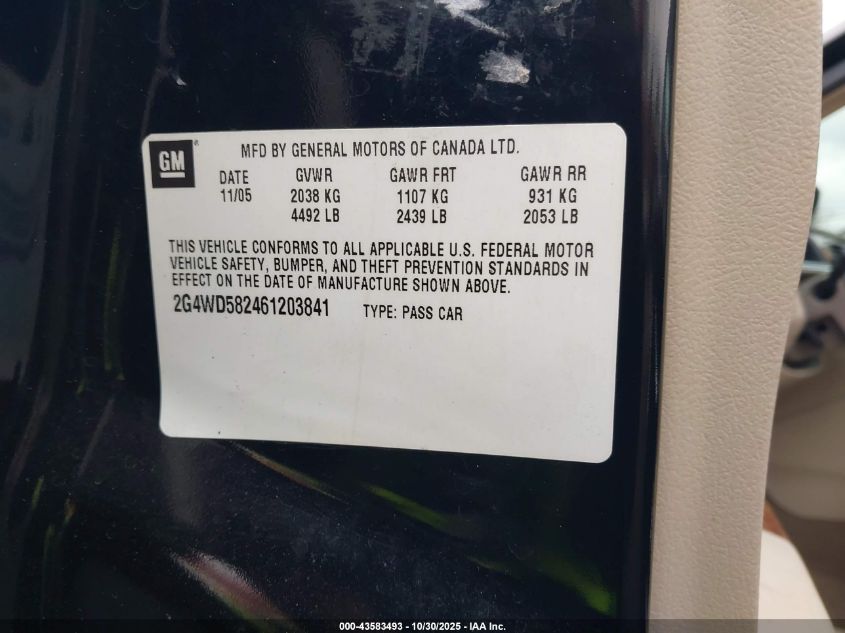 GM ®
MFD BY GENERAL MOTORS OF CANADA LTD.
DATE GVWR GAWR FRT GAWR RR
11/05 2038 KG 1107 KG 931 KG
4492 LB 2439 LB 2053 LB
THIS VEHICLE CONFORMS TO ALL APPLICABLE U.S. FEDERAL MOTOR
VEHICLE SAFETY, BUMPER, AND THEFT PREVENTION STANDARDS IN
EFFECT ON THE DATE OF MANUFACTURE SHOWN ABOVE.
2G4WD582461203841 TYPE: PASS CAR
000-43583493 - 10/30/2025 - IAA Inc.